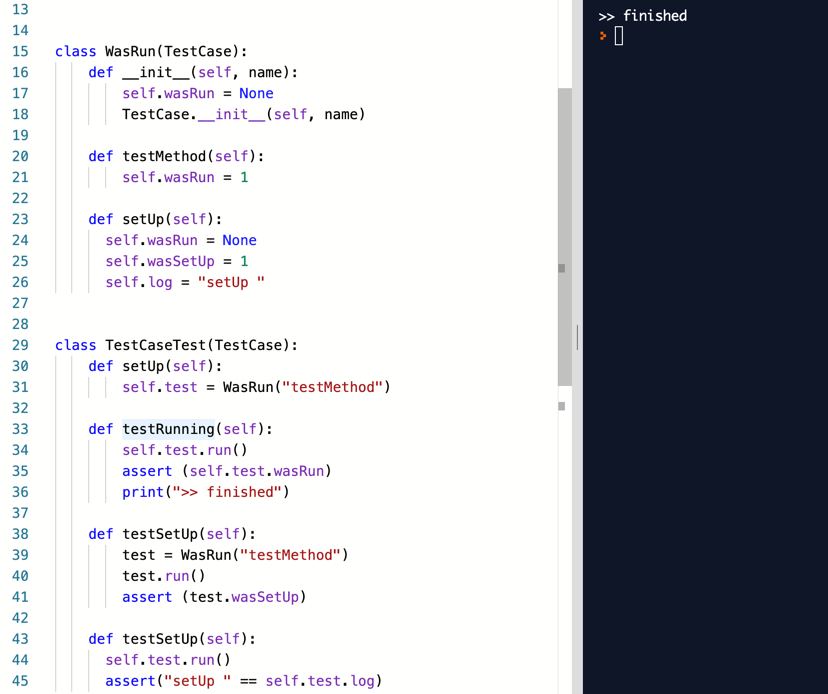 13
14
15 class WasRun(TestCase):
16 def __init__(self, name):
17 self.wasRun = None
18 TestCase.__init__(self, name)
19
20 def testMethod(self):
21 self.wasRun = 1
22
23 def setUp(self):
24 self.wasRun = None
25 self.wasSetUp = 1
26 self.log = "setUp "
27
28
29 class TestCaseTest(TestCase):
30 def setUp(self):
31 self.test = WasRun("testMethod")
32
33 def testRunning(self):
34 self.test.run()
35 assert (self.test.wasRun)
36 print(">> finished")
37
38 def testSetUp(self):
39 test = WasRun("testMethod")
40 test.run()
41 assert (test.wasSetUp)
42
43 def testSetUp(self):
44 self.test.run()
45 assert("setUp " == self.test.log)
>> finished
>